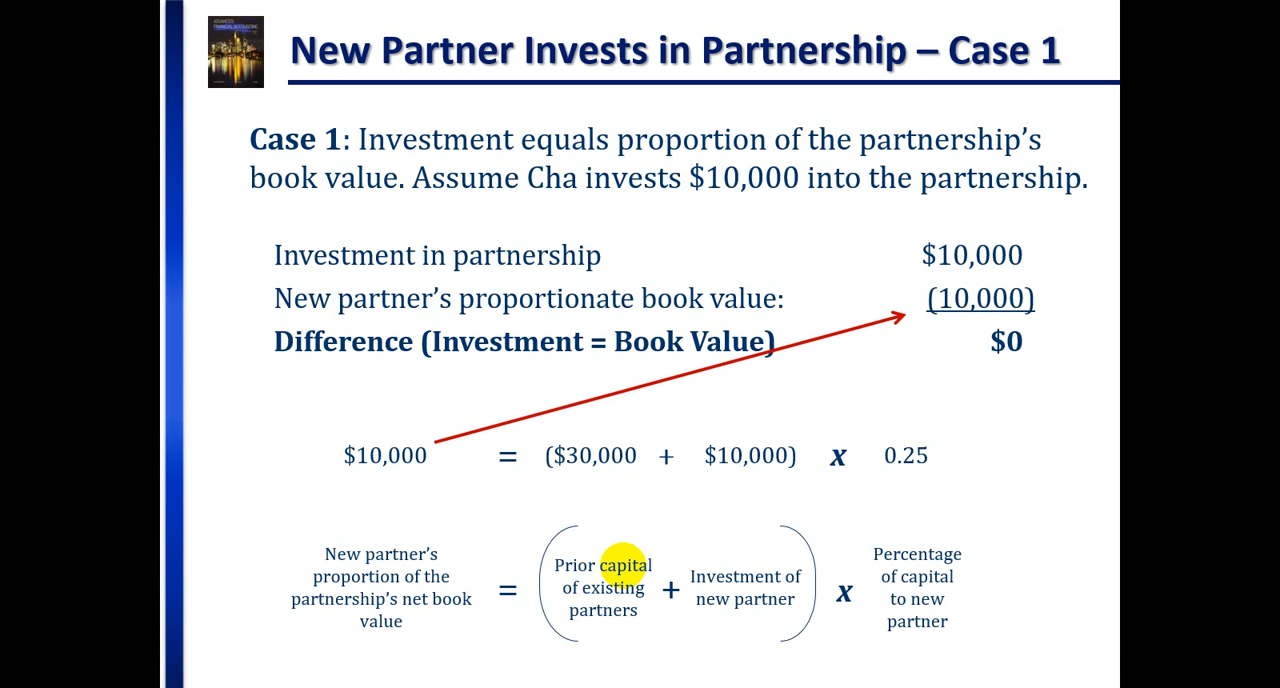 ADVANCED
FINANCIAL ACCOUNTING
New Partner Invests in Partnership – Case 1
Case 1: Investment equals proportion of the partnership's
book value. Assume Cha invests $10,000 into the partnership.
Investment in partnership $10,000
New partner's proportionate book value: (10,000)
Difference (Investment = Book Value) $0
$10,000 = ($30,000 + $10,000) x 0.25
New partner's
proportion of the
partnership's net book
value
=
Prior capital
of existing
partners
+
Investment of
new partner
x
Percentage
of capital
to new
partner